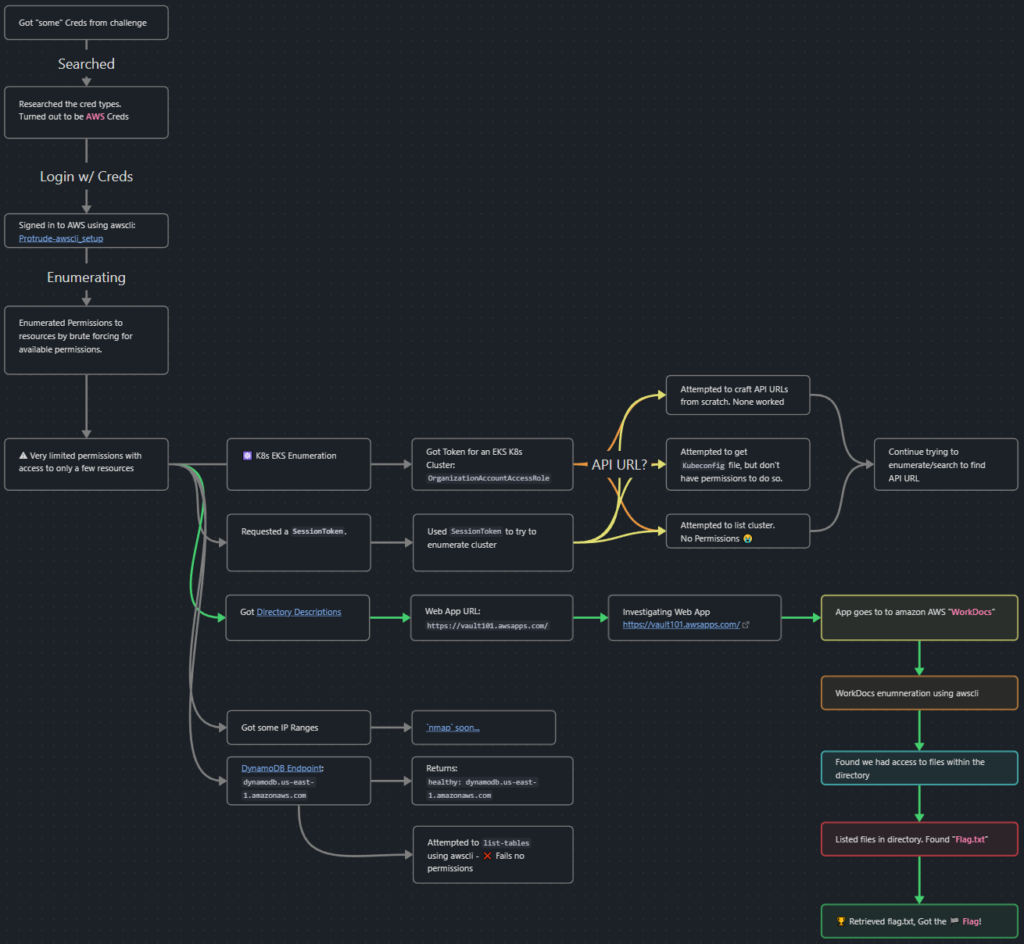 Got "some" Creds from challenge
Searched
Researched the cred types.
Turned out to be AWS Creds
Login w/ Creds
Signed in to AWS using awscli:
Protrude-awscli_setup
Enumerating
Enumerated Permissions to
resources by brute forcing for
available permissions.
⚠ Very limited permissions with
access to only a few resources
K8s EKS Enumeration
Got Token for an EKS K8s
Cluster:
OrganizationAccountAccessRole
API URL?
Attempted to craft API URLs
from scratch. None worked
Attempted to get
Kubeconfig file, but don't
have permissions to do so.
Attempted to list cluster.
No Permissions 😭
Continue trying to
enumerate/search to find
API URL
Requested a SessionToken.
Used SessionToken to try to
enumerate cluster
Got Directory Descriptions
Web App URL:
https://vault101.awsapps.com/
Investigating Web App
https://vault101.awsapps.com/
App goes to to amazon AWS "WorkDocs"
WorkDocs enumneration using awscli
Found we had access to files within the
directory
Listed files in directory. Found "Flag.txt"
🏆 Retrieved flag.txt, Got the 🏁 Flag!
Got some IP Ranges
`nmap` soon...
DynamoDB Endpoint:
dynamodb.us-east-
1.amazonaws.com
Returns:
healthy: dynamodb.us-east-
1.amazonaws.com
Attempted to list-tables
using awscli - ❌ Fails no
permissions